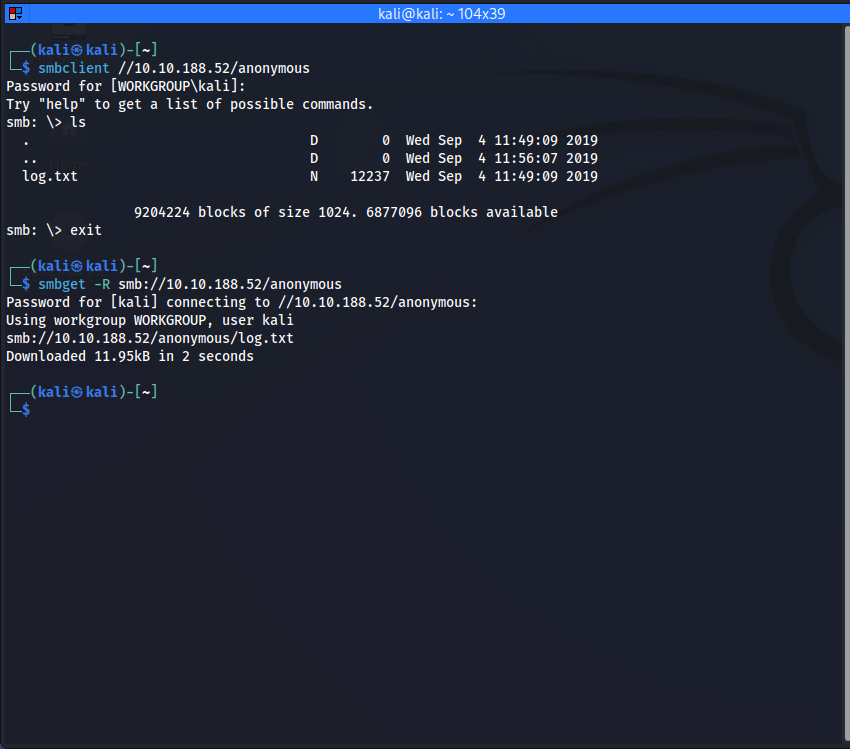 kali@kali: ~ 104x39
┌──(kali㉿kali)-[~]
└─$ smbclient //10.10.188.52/anonymous
Password for [WORKGROUP\kali]:
Try "help" to get a list of possible commands.
smb: \> ls
  .                                   D        0  Wed Sep  4 11:49:09 2019
  ..                                  D        0  Wed Sep  4 11:56:07 2019
  log.txt                             N    12237  Wed Sep  4 11:49:09 2019
                9204224 blocks of size 1024. 6877096 blocks available
smb: \> exit
┌──(kali㉿kali)-[~]
└─$ smbget -R smb://10.10.188.52/anonymous
Password for [kali] connecting to //10.10.188.52/anonymous:
Using workgroup WORKGROUP, user kali
smb://10.10.188.52/anonymous/log.txt
Downloaded 11.95kB in 2 seconds
┌──(kali㉿kali)-[~]
└─$